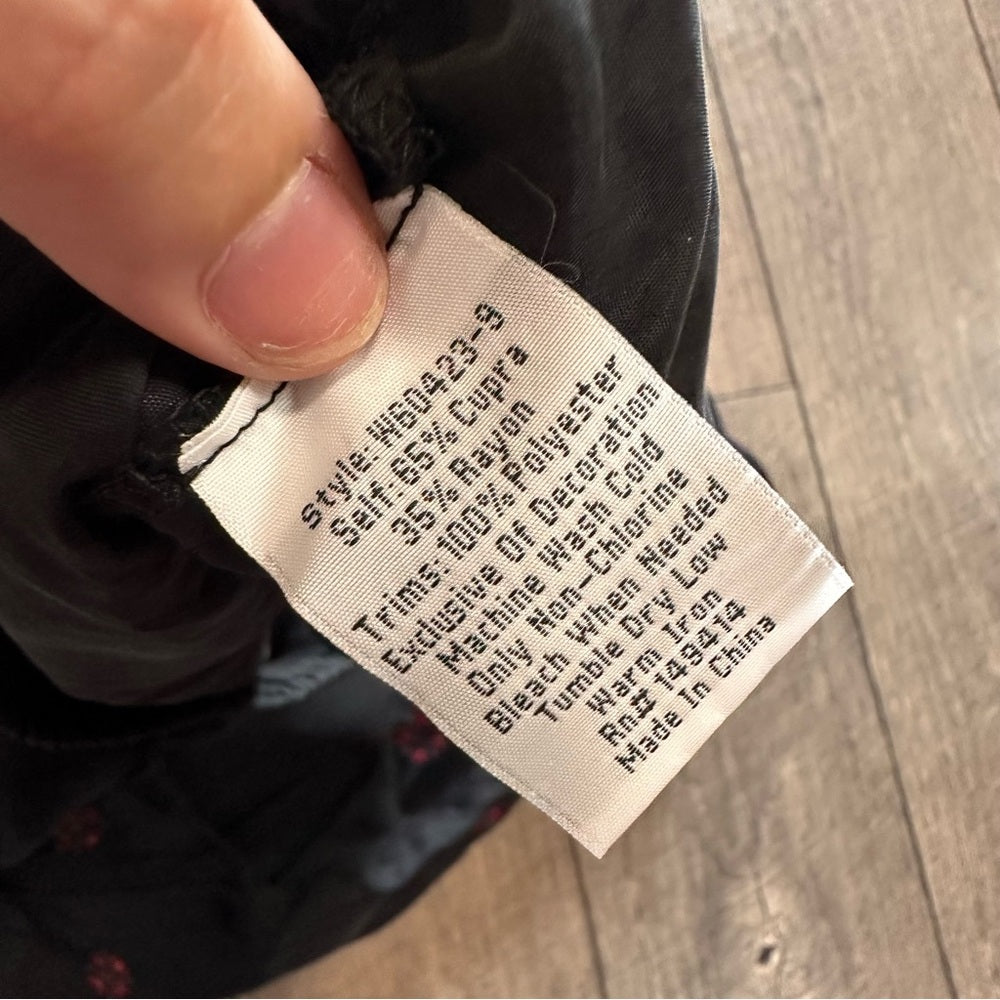 Style:N60423-9
Self:65% Cupra
35% Rayon
Trims:100% Polyester
Exclusive Of Decoration
Machine Wash Cold
Only Non-Chlorine
Bleach When Needed
Tumble Dry Low
Warm Iron
Rn# 149414
Made In China